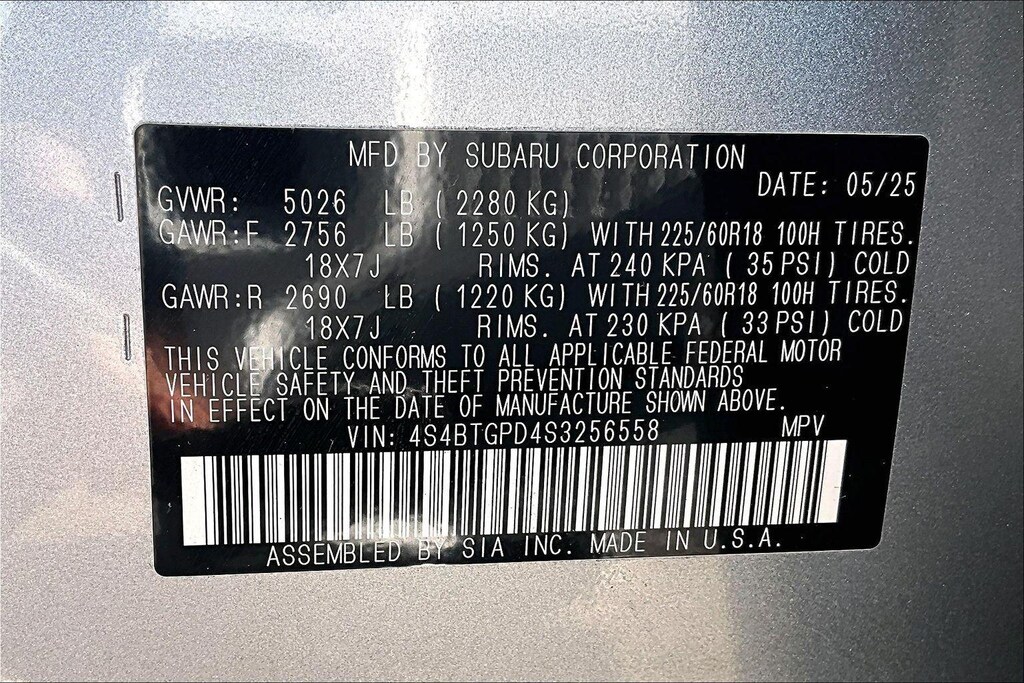 MFD BY SUBARU CORPORATION
DATE: 05/25
GVWR: 5026 LB ( 2280 KG)
GAWR:F 2756 LB ( 1250 KG) WITH 225/60R18 100H TIRES.
18X7J RIMS. AT 240 KPA ( 35 PSI) COLD
GAWR:R 2690 LB ( 1220 KG) WITH 225/60R18 100H TIRES.
18X7J RIMS. AT 230 KPA ( 33 PSI) COLD
THIS VEHICLE CONFORMS TO ALL APPLICABLE FEDERAL MOTOR
VEHICLE SAFETY AND THEFT PREVENTION STANDARDS
IN EFFECT ON THE DATE OF MANUFACTURE SHOWN ABOVE.
VIN: 4S4BTGPD4S3256558 MPV
ASSEMBLED BY SIA INC. MADE IN U.S.A.